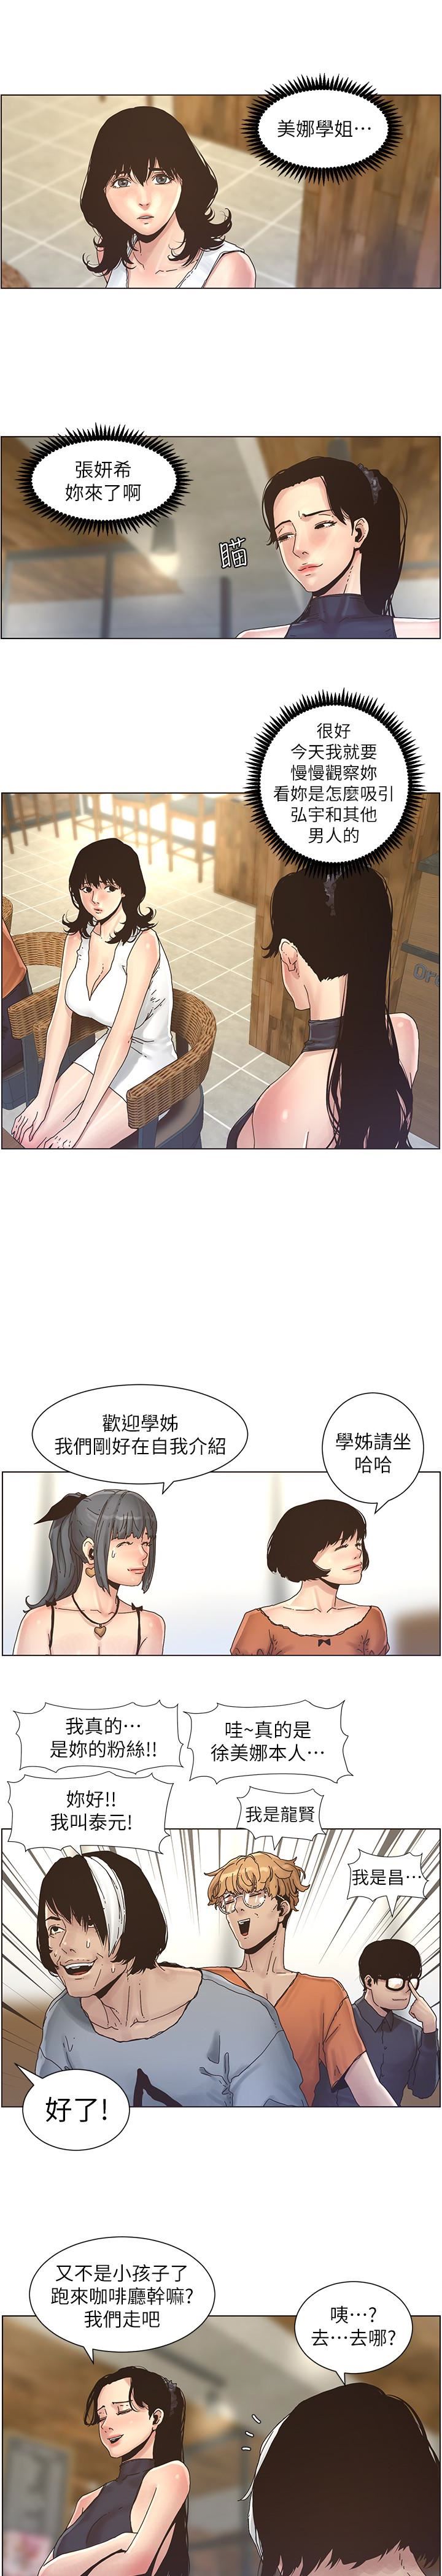 美娜學姐…
張妍希
妳來了啊
瞄
很好
今天我就要
慢慢觀察妳
看妳是怎麼吸引
弘宇和其他
男人的
Or
歡迎學姊
我們剛好在自我介紹
學姊請坐
哈哈
我真的…
是妳的粉絲!!
哇~真的是
徐美娜本人…
妳好!!
我叫泰元!
我是龍賢
我是昌…
好了!
又不是小孩子了
跑來咖啡廳幹嘛?
我們走吧
咦…?
去…去哪?